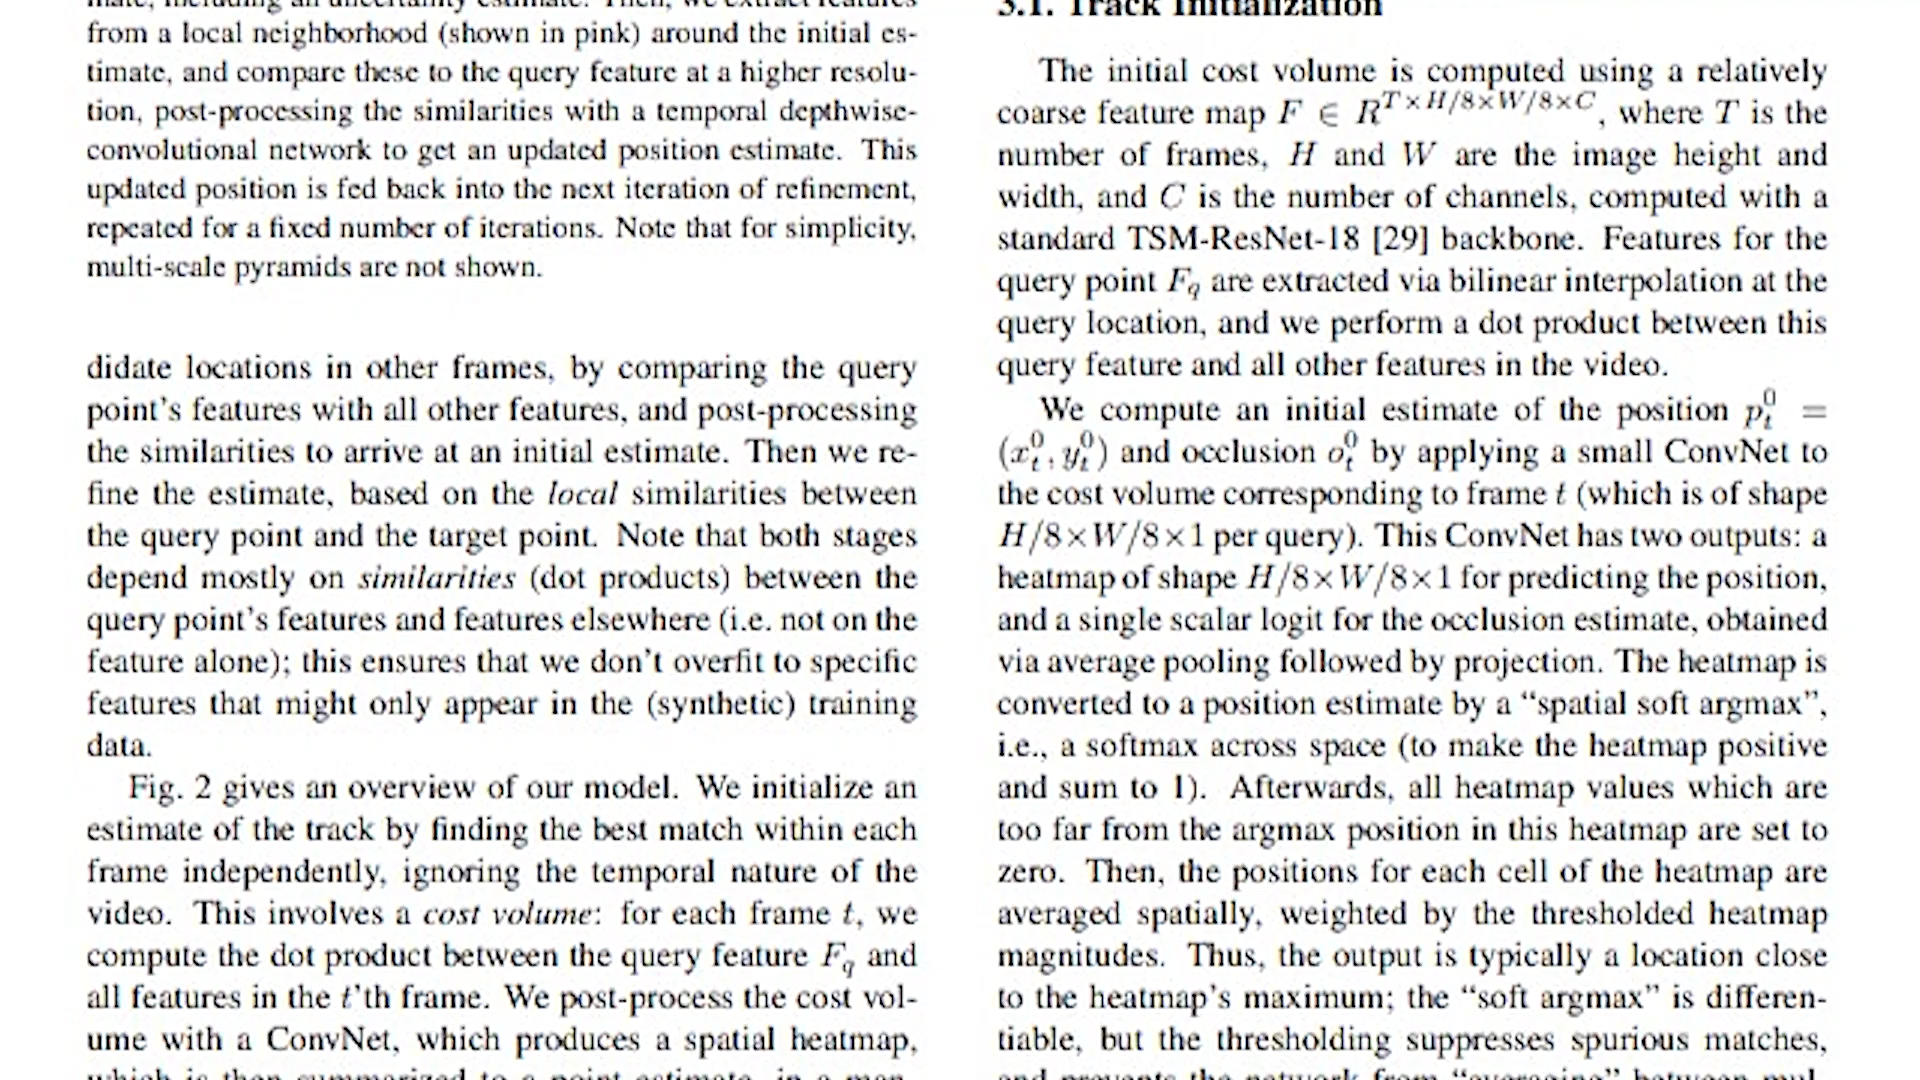 from a local neighborhood (shown in pink) around the initial es-
timate, and compare these to the query feature at a higher resolu-
tion, post-processing the similarities with a temporal depthwise-
convolutional network to get an updated position estimate. This
updated position is fed back into the next iteration of refinement,
repeated for a fixed number of iterations. Note that for simplicity,
multi-scale pyramids are not shown.
didate locations in other frames, by comparing the query
point's features with all other features, and post-processing
the similarities to arrive at an initial estimate. Then we re-
fine the estimate, based on the local similarities between
the query point and the target point. Note that both stages
depend mostly on similarities (dot products) between the
query point's features and features elsewhere (i.e. not on the
feature alone); this ensures that we don't overfit to specific
features that might only appear in the (synthetic) training
data.
Fig. 2 gives an overview of our model. We initialize an
estimate of the track by finding the best match within each
frame independently, ignoring the temporal nature of the
video. This involves a cost volume: for each frame t, we
compute the dot product between the query feature F_q and
all features in the t'th frame. We post-process the cost vol-
ume with a ConvNet, which produces a spatial heatmap,
3.1. Track Initialization
The initial cost volume is computed using a relatively
coarse feature map F ∈ R^{T×H/8×W/8×C}, where T is the
number of frames, H and W are the image height and
width, and C is the number of channels, computed with a
standard TSM-ResNet-18 [29] backbone. Features for the
query point F_q are extracted via bilinear interpolation at the
query location, and we perform a dot product between this
query feature and all other features in the video.
We compute an initial estimate of the position p_t^0 =
(x_t^0, y_t^0) and occlusion o_t^0 by applying a small ConvNet to
the cost volume corresponding to frame t (which is of shape
H/8×W/8×1 per query). This ConvNet has two outputs: a
heatmap of shape H/8×W/8×1 for predicting the position,
and a single scalar logit for the occlusion estimate, obtained
via average pooling followed by projection. The heatmap is
converted to a position estimate by a “spatial soft argmax”,
i.e., a softmax across space (to make the heatmap positive
and sum to 1). Afterwards, all heatmap values which are
too far from the argmax position in this heatmap are set to
zero. Then, the positions for each cell of the heatmap are
averaged spatially, weighted by the thresholded heatmap
magnitudes. Thus, the output is typically a location close
to the heatmap's maximum; the “soft argmax” is differen-
tiable, but the thresholding suppresses spurious matches,